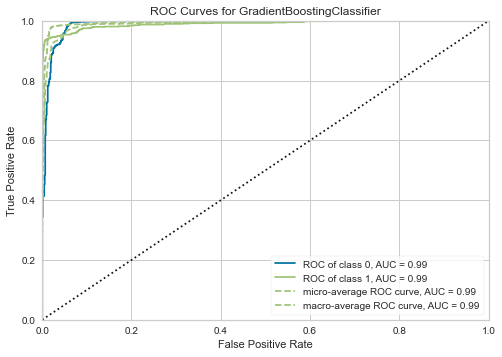 ROC Curves for GradientBoostingClassifier
True Positive Rate
1.0
0.8
0.6
0.4
0.2
0.0
ROC of class 0, AUC = 0.99
ROC of class 1, AUC = 0.99
micro-average ROC curve, AUC = 0.99
macro-average ROC curve, AUC = 0.99
0.0 0.2 0.4 0.6 0.8 1.0
False Positive Rate